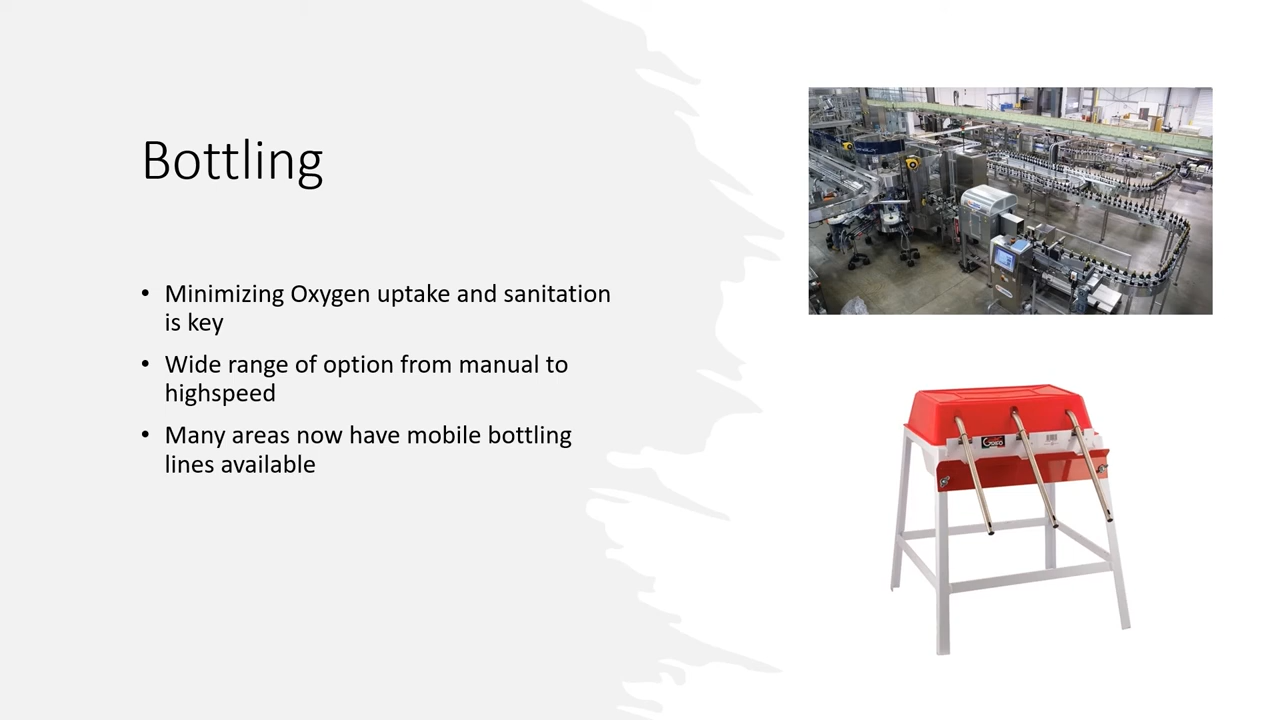 Bottling
• Minimizing Oxygen uptake and sanitation
is key
• Wide range of option from manual to
highspeed
• Many areas now have mobile bottling
lines available